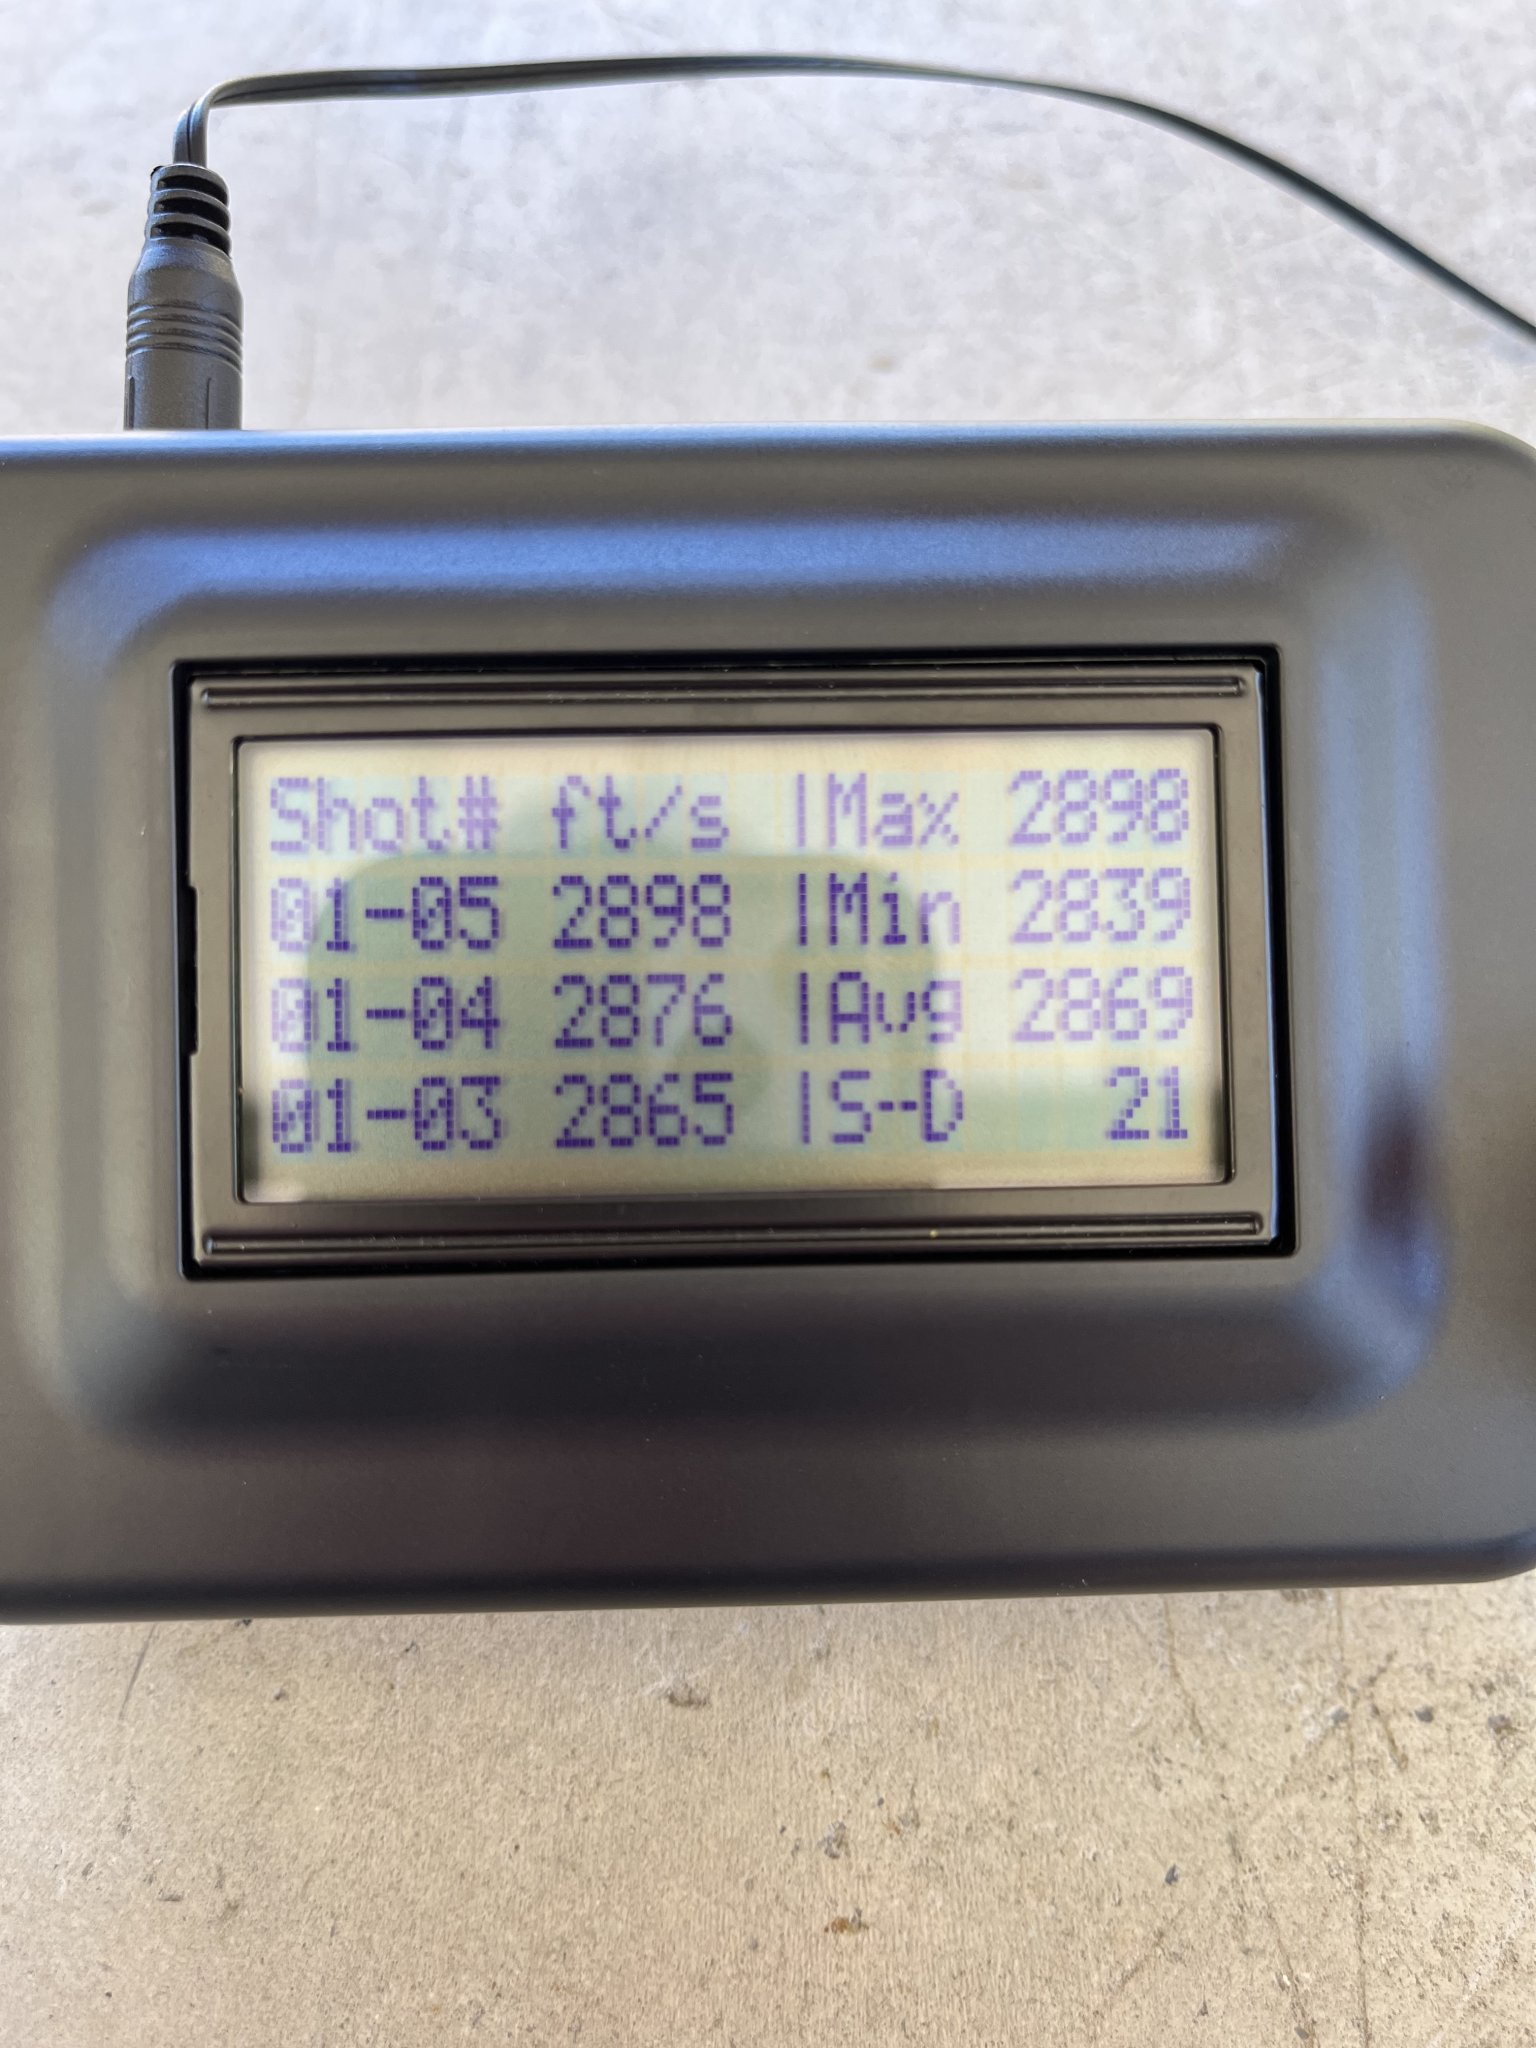 Shot# ft/s |Max 2898
01-05 2898 |Min 2839
01-04 2876 |Avg 2869
01-03 2865 |S-D 21